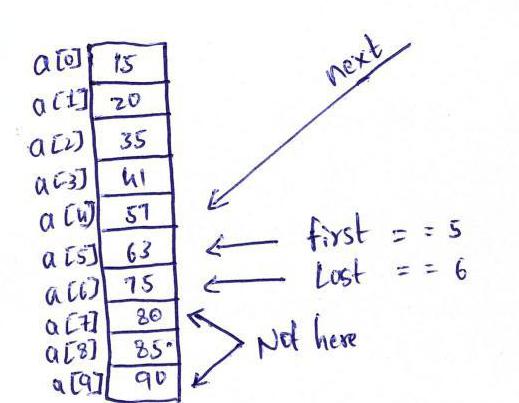 next
a[0] 15
a[1] 20
a[2] 35
a[3] 41
a[4] 57
a[5] 63 first = = 5
a[6] 75 Last = = 6
a[7] 80
a[8] 85 Not here
a[9] 90